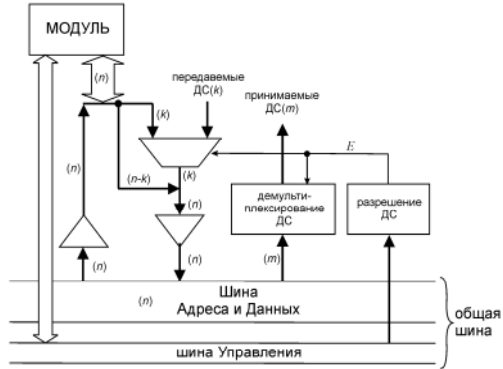 МОДУЛЬ
(n)
передаваемые
ДС(k)
принимаемые
ДС(m)
(k)
(n)
E
(n-k)
(k)
(n)
демульти-
плексирование
ДС
разрешение
ДС
(n)
(n)
(m)
(n)
Шина
Адреса и Данных
общая
шина
шина Управления